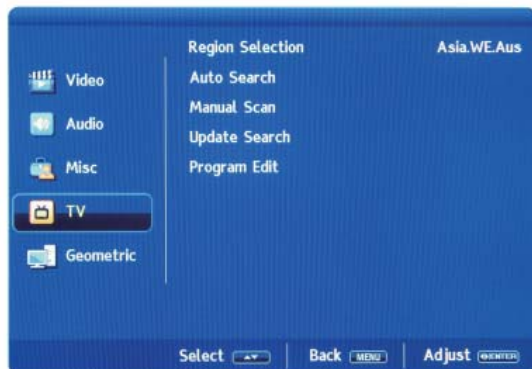 Region Selection Asia.WE.Aus
Video
Auto Search
Manual Scan
Audio
Update Search
Misc
Program Edit
TV
Geometric
Select Back MENU Adjust ENTER